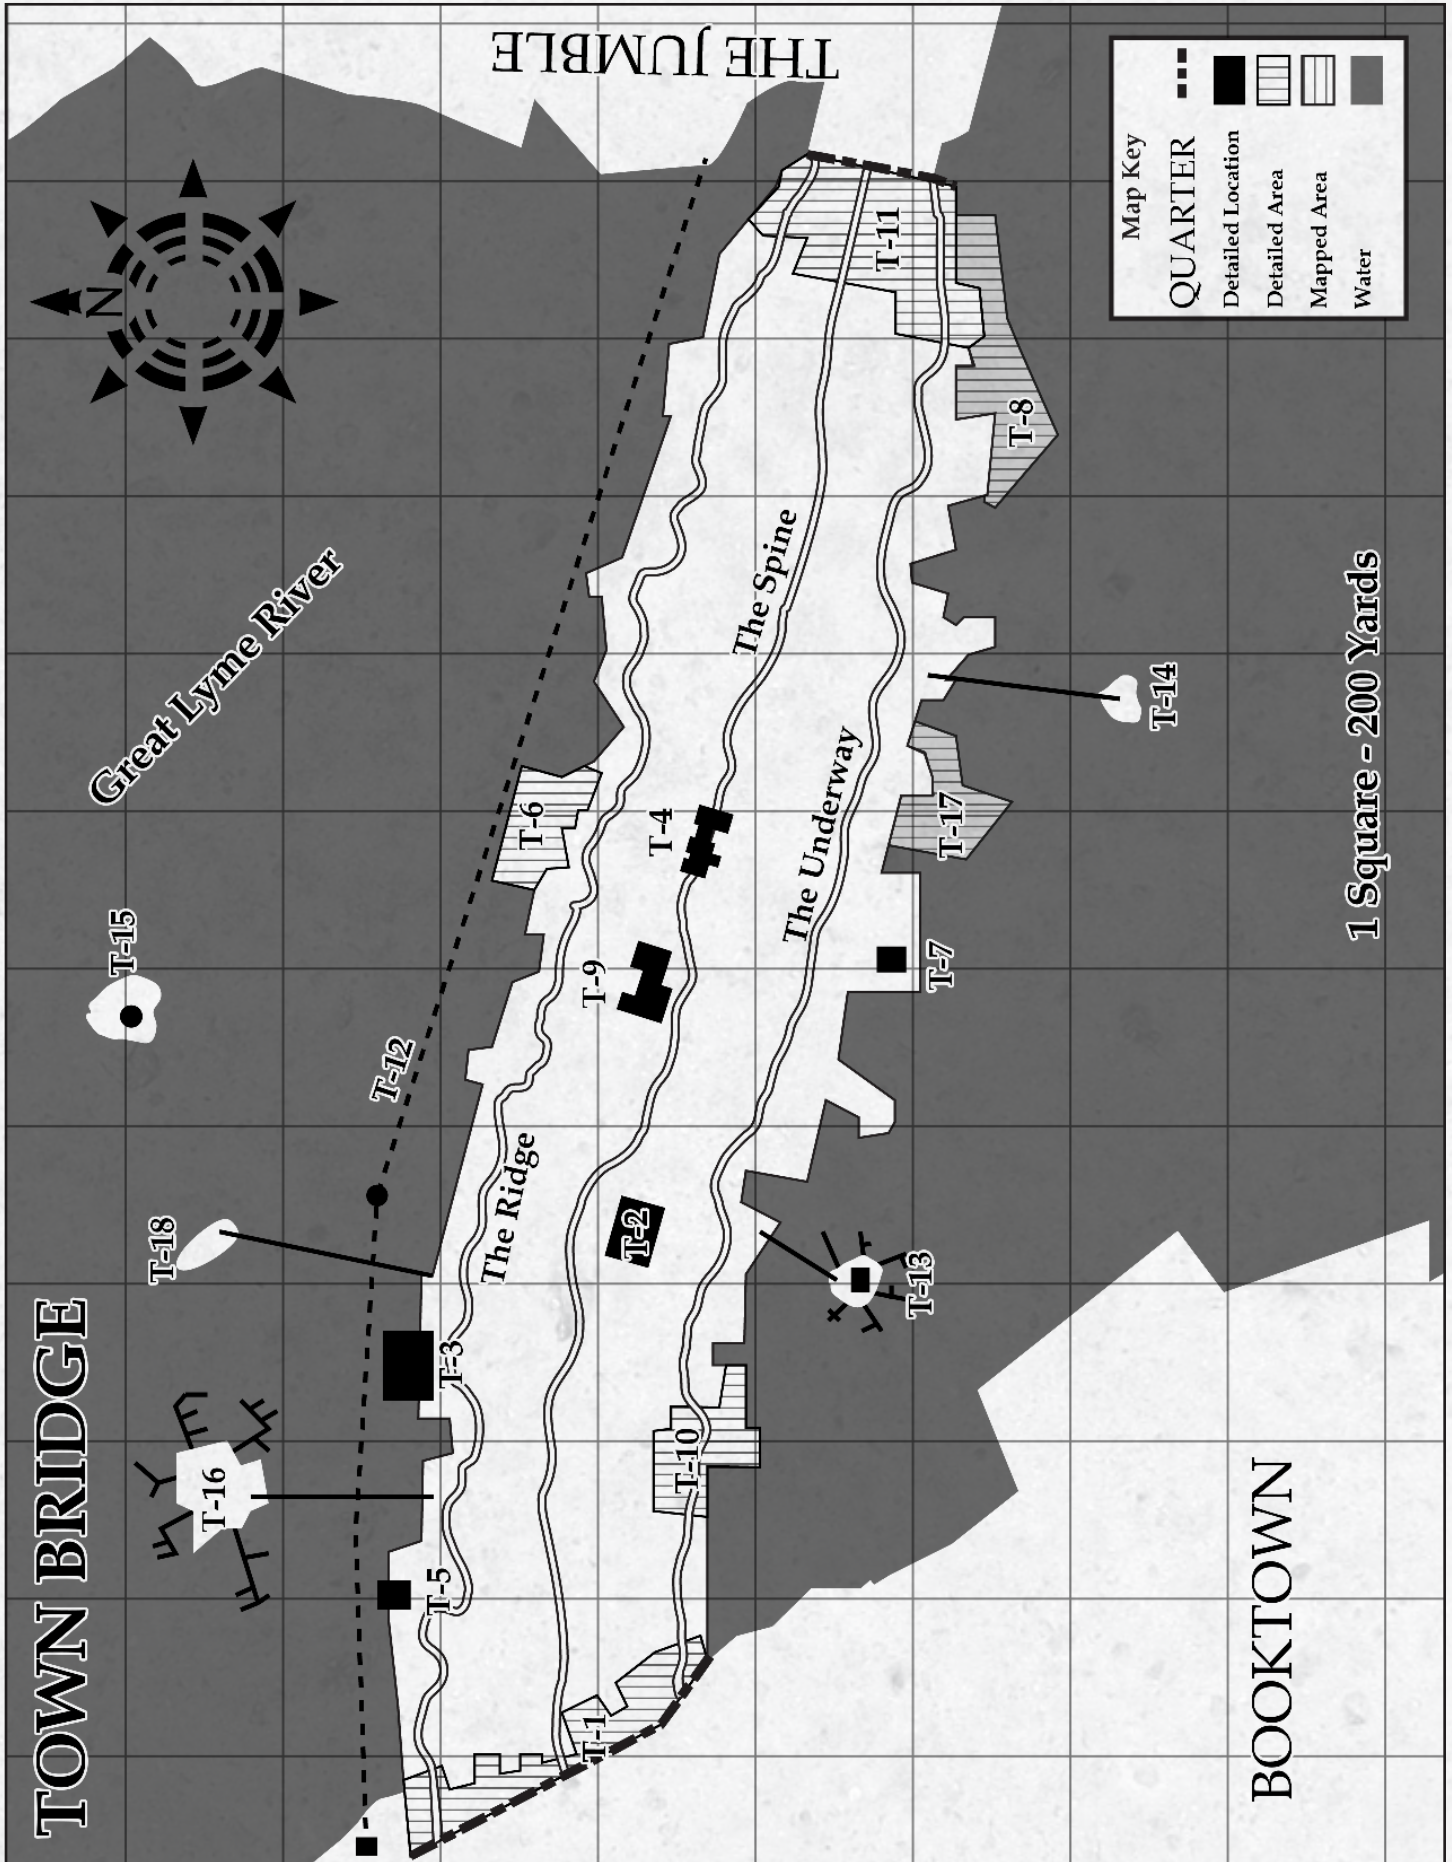 TOWN BRIDGE
Great Lyme River
N
THE JUMBLE
T-15
T-12
T-18
T-16
T-3
T-5
The Ridge
T-6
T-9
T-4
T-2
The Spine
The Underway
T-10
T-1
T-11
T-8
T-17
T-7
T-14
T-13
BOOKTOWN
1 Square - 200 Yards
Map Key
QUARTER
Detailed Location
Detailed Area
Mapped Area
Water